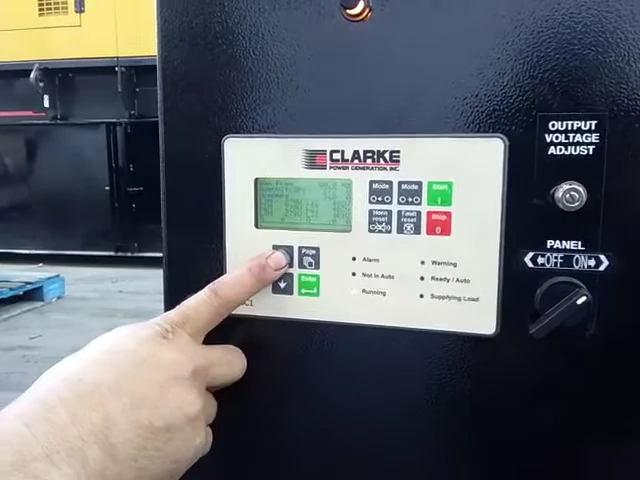 CLARKE
POWER GENERATION, INC.
OUTPUT
VOLTAGE
ADJUST
Mode
Mode
Start
I
Horn
reset
Fault
reset
Stop
0
Page
Enter
Alarm
Warning
Not In Auto
Ready / Auto
Running
Supplying Load
PANEL
OFF ON